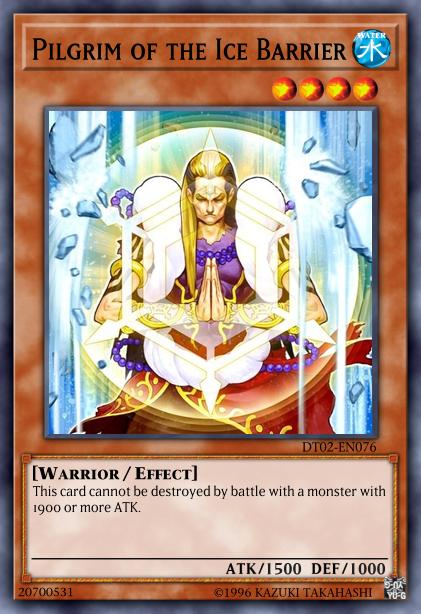 PILGRIM OF THE ICE BARRIER
WATER
水
DT02-EN076
[WARRIOR / EFFECT]
This card cannot be destroyed by battle with a monster with
1900 or more ATK.
ATK/1500 DEF/1000
20700531
©1996 KAZUKI TAKAHASHI